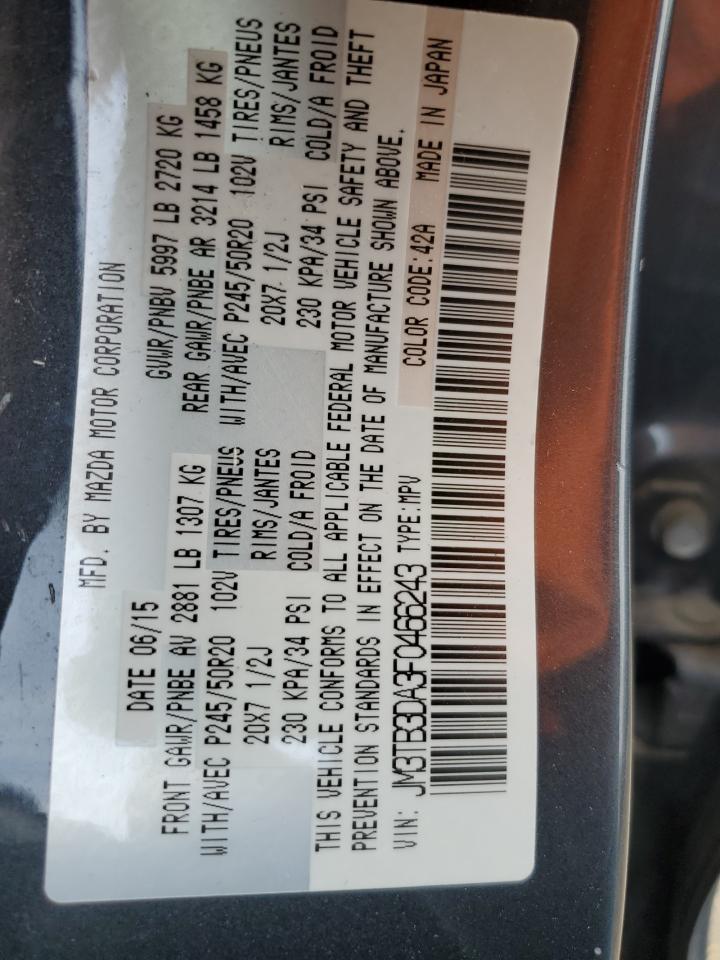 MFD. BY MAZDA MOTOR CORPORATION
DATE 06/15 GVWR/PNBV 5997 LB 2720 KG
FRONT GAWR/PNBE AV 2881 LB 1307 KG REAR GAWR/PNBE AR 3214 LB 1458 KG
WITH/AVEC P245/50R20 102V TIRES/PNEUS WITH/AVEC P245/50R20 102V TIRES/PNEUS
20X7 1/2J RIMS/JANTES 20X7 1/2J RIMS/JANTES
230 KPA/34 PSI COLD/A FROID 230 KPA/34 PSI COLD/A FROID
THIS VEHICLE CONFORMS TO ALL APPLICABLE FEDERAL MOTOR VEHICLE SAFETY AND THEFT
PREVENTION STANDARDS IN EFFECT ON THE DATE OF MANUFACTURE SHOWN ABOVE.
VIN: JM3TB3DA3F0466243 TYPE:MPV COLOR CODE:42A MADE IN JAPAN